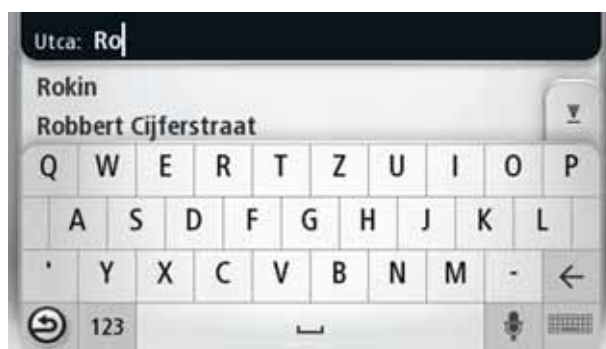 Utca: Ro
Rokin
Robbert Cijferstraat
Q W E R T Z U I O P
A S D F G H J K L
' Y X C V B N M -
123